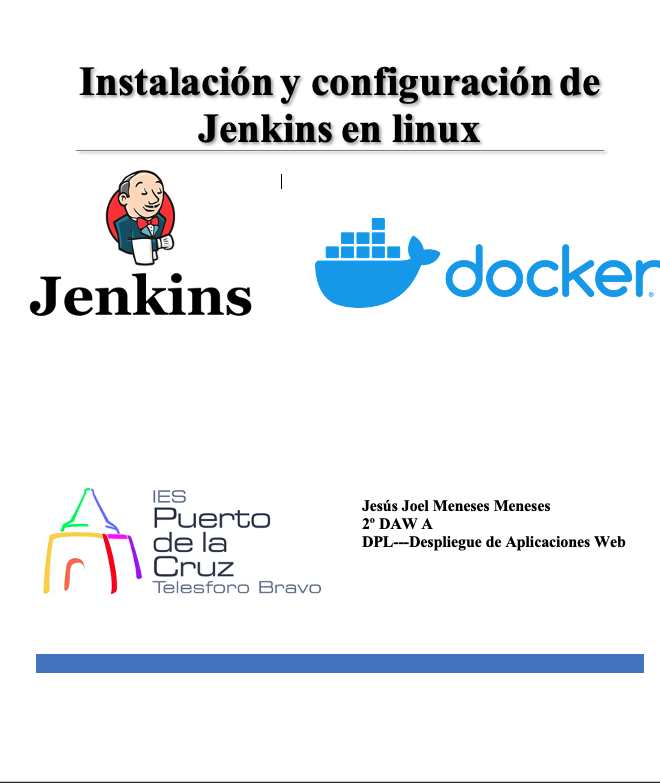 Instalación y configuración de
Jenkins en linux
Jenkins
docker
IES
Puerto
de la
Cruz
Telesforo Bravo
Jesús Joel Meneses Meneses
2º DAW A
DPL---Despliegue de Aplicaciones Web